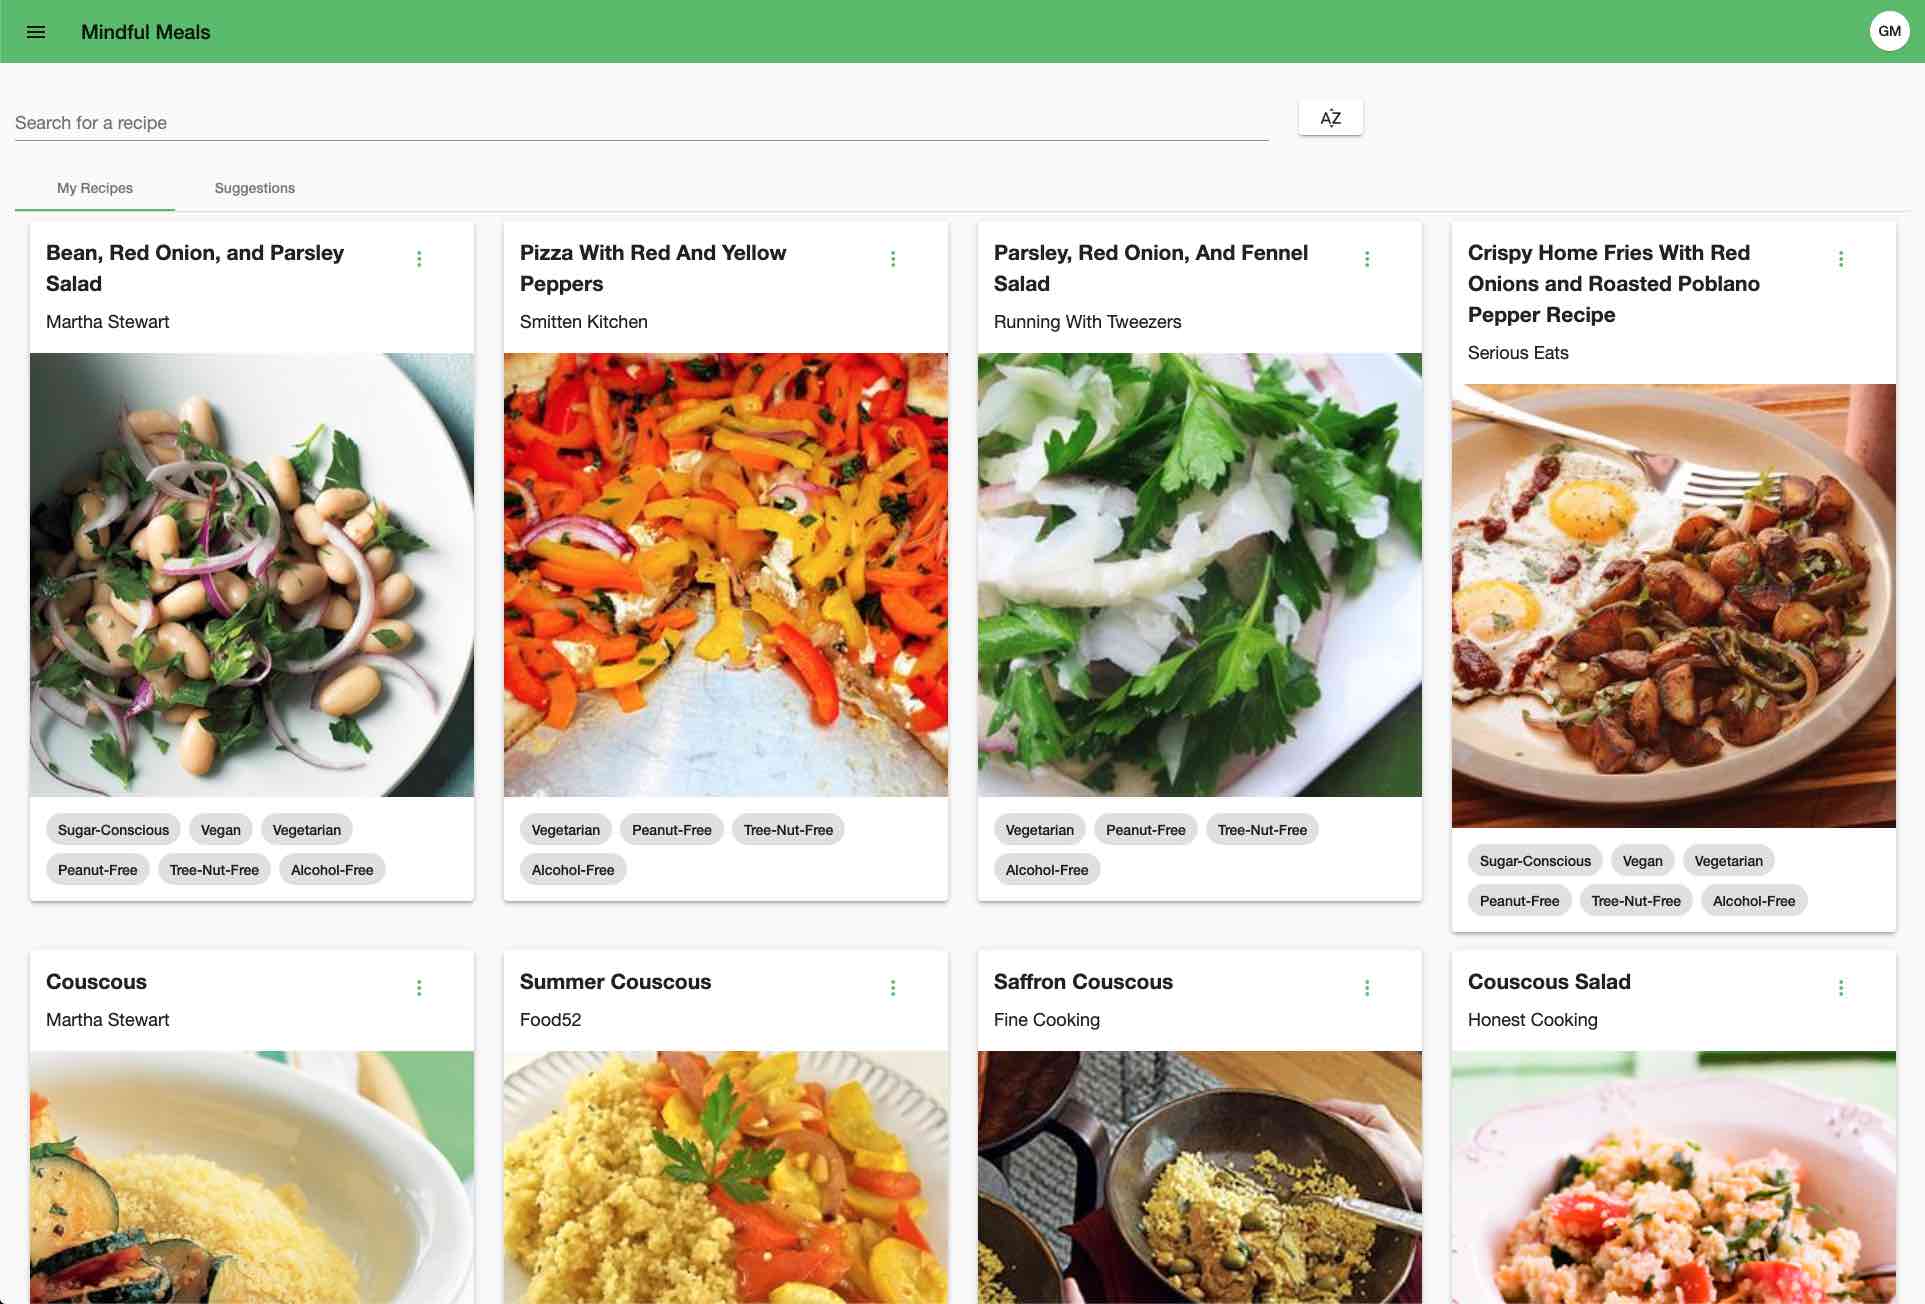 Mindful Meals
GM
Search for a recipe
AZ
My Recipes
Suggestions
Bean, Red Onion, and Parsley
Salad
Martha Stewart
Sugar-Conscious
Vegan
Vegetarian
Peanut-Free
Tree-Nut-Free
Alcohol-Free
Pizza With Red And Yellow
Peppers
Smitten Kitchen
Vegetarian
Peanut-Free
Tree-Nut-Free
Alcohol-Free
Parsley, Red Onion, And Fennel
Salad
Running With Tweezers
Vegetarian
Peanut-Free
Tree-Nut-Free
Alcohol-Free
Crispy Home Fries With Red
Onions and Roasted Poblano
Pepper Recipe
Serious Eats
Sugar-Conscious
Vegan
Vegetarian
Peanut-Free
Tree-Nut-Free
Alcohol-Free
Couscous
Martha Stewart
Summer Couscous
Food52
Saffron Couscous
Fine Cooking
Couscous Salad
Honest Cooking